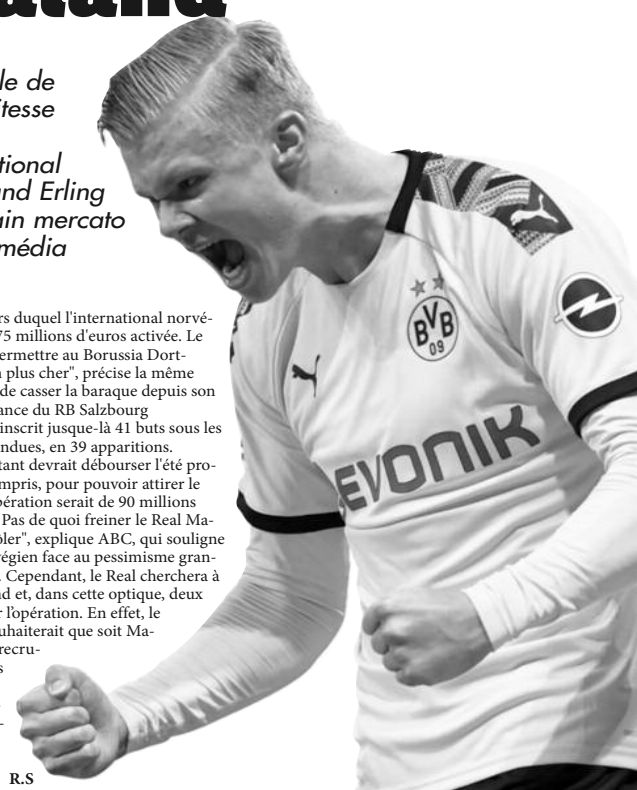 le de
itesse
tional
nd Erling
ain mercato
média
rs duquel l'international norvé-
75 millions d'euros activée. Le
ermettre au Borussia Dort-
n plus cher", précise la même
de casser la baraque depuis son
ance du RB Salzbourg
inscrit jusque-là 41 buts sous les
ndues, en 39 apparitions.
tant devrait débourser l'été pro-
mpris, pour pouvoir attirer le
pération serait de 90 millions
Pas de quoi freiner le Real Ma-
ôler", explique ABC, qui souligne
végien face au pessimisme gran-
. Cependant, le Real cherchera à
nd et, dans cette optique, deux
r l'opération. En effet, le
uhaiterait que soit Ma-
recru-
s
R.S
BVB
09
EVONIK